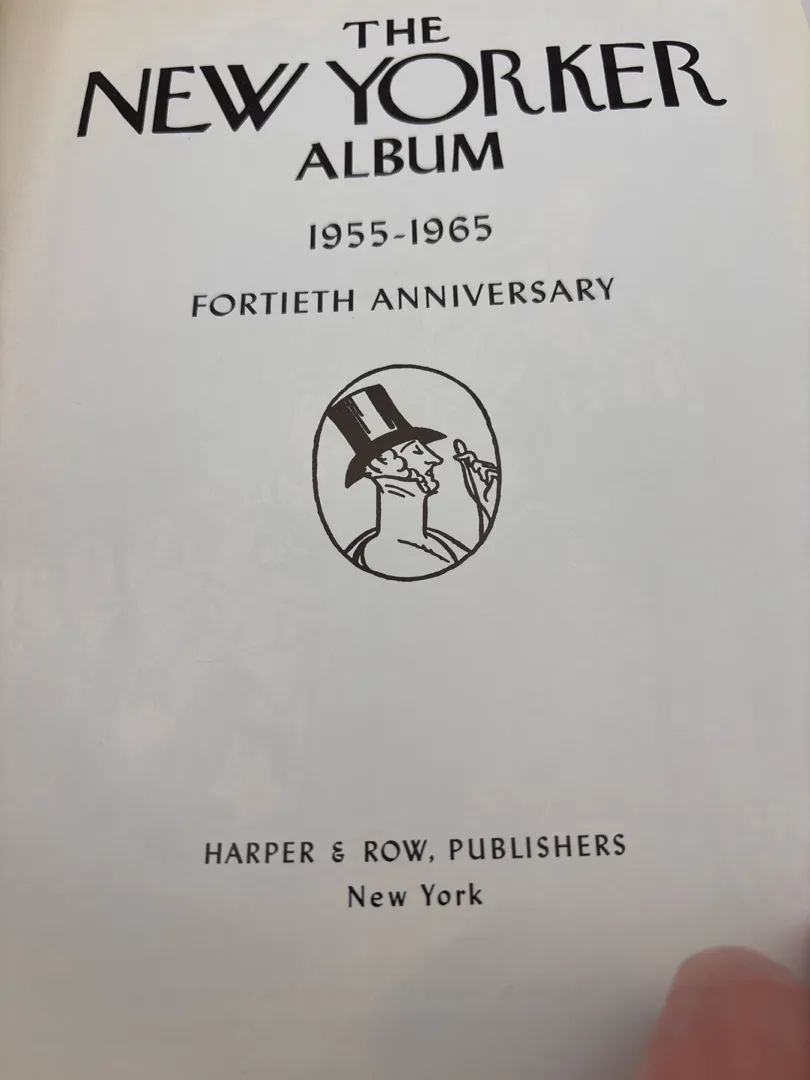 THE
NEW YORKER
ALBUM
1955-1965
FORTIETH ANNIVERSARY
HARPER & ROW, PUBLISHERS
New York